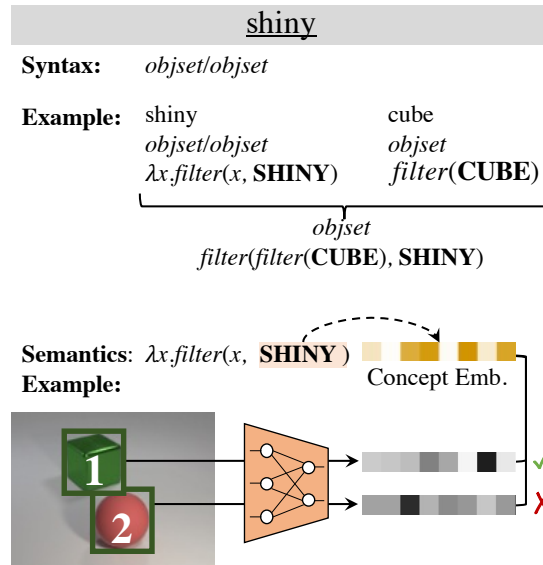 shiny
Syntax: objset/objset
Example: shiny cube
objset/objset objset
λx.filter(x, SHINY) filter(CUBE)
objset
filter(filter(CUBE), SHINY)
Semantics: λx.filter(x, SHINY )
Example: Concept Emb.
1
2